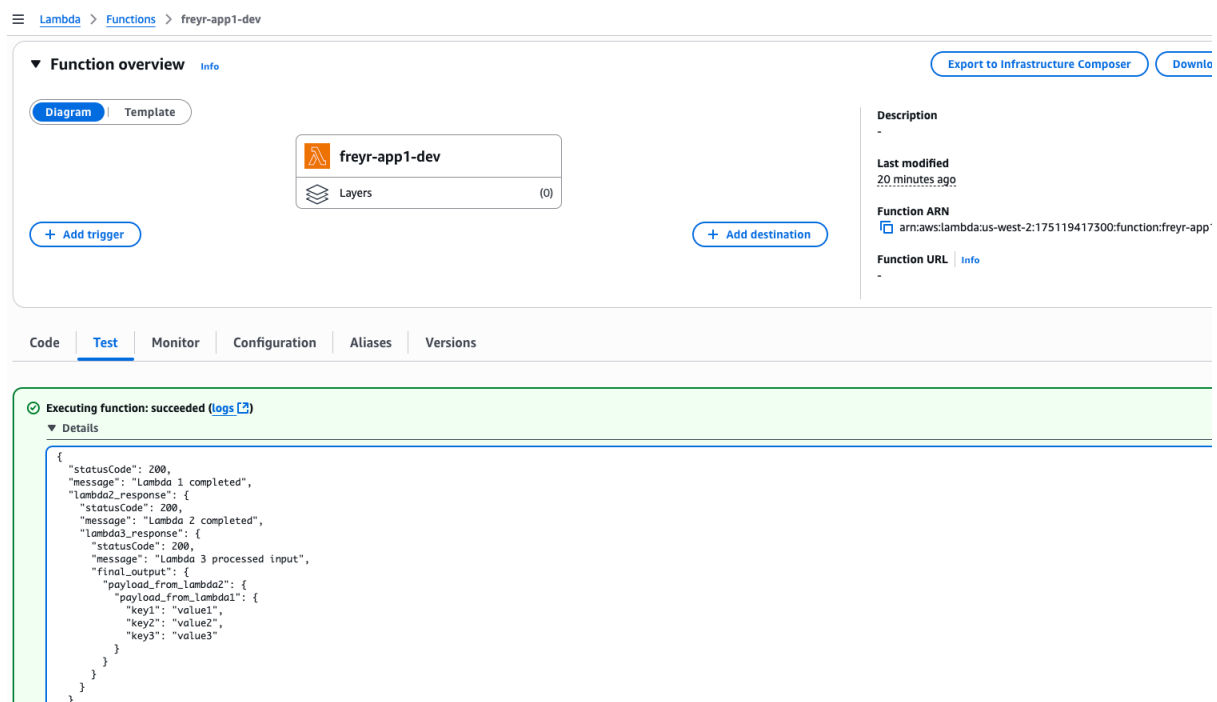 Lambda > Functions > freyr-app1-dev
Function overview Info
Export to Infrastructure Composer
Downlo
Diagram | Template
freyr-app1-dev
Layers (0)
+ Add trigger
+ Add destination
Description
-
Last modified
20 minutes ago
Function ARN
arn:aws:lambda:us-west-2:175119417300:function:freyr-app1
Function URL | Info
-
Code
Test
Monitor
Configuration
Aliases
Versions
Executing function: succeeded (logs)
Details
{
"statusCode": 200,
"message": "Lambda 1 completed",
"lambda2_response": {
"statusCode": 200,
"message": "Lambda 2 completed",
"lambda3_response": {
"statusCode": 200,
"message": "Lambda 3 processed input",
"final_output": {
"payload_from_lambda2": {
"payload_from_lambda1": {
"key1": "value1",
"key2": "value2",
"key3": "value3"
}
}
}
}
}